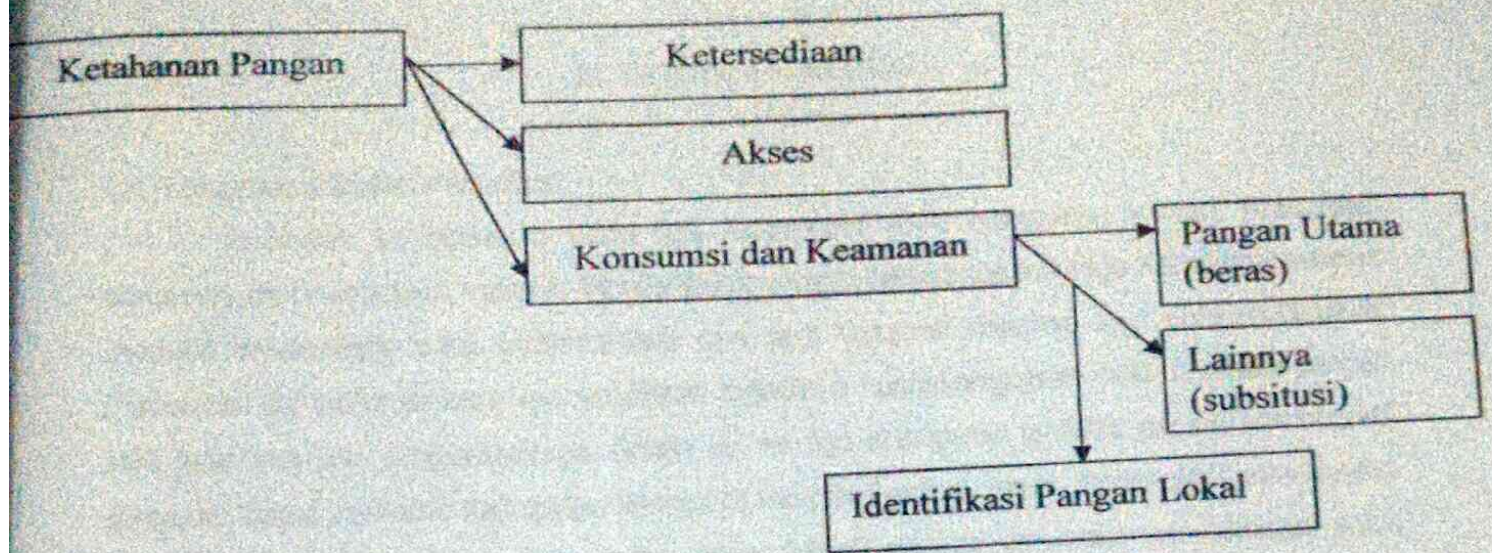 Ketahanan Pangan
Ketersediaan
Akses
Konsumsi dan Keamanan
Pangan Utama
(beras)
Lainnya
(subsitusi)
Identifikasi Pangan Lokal